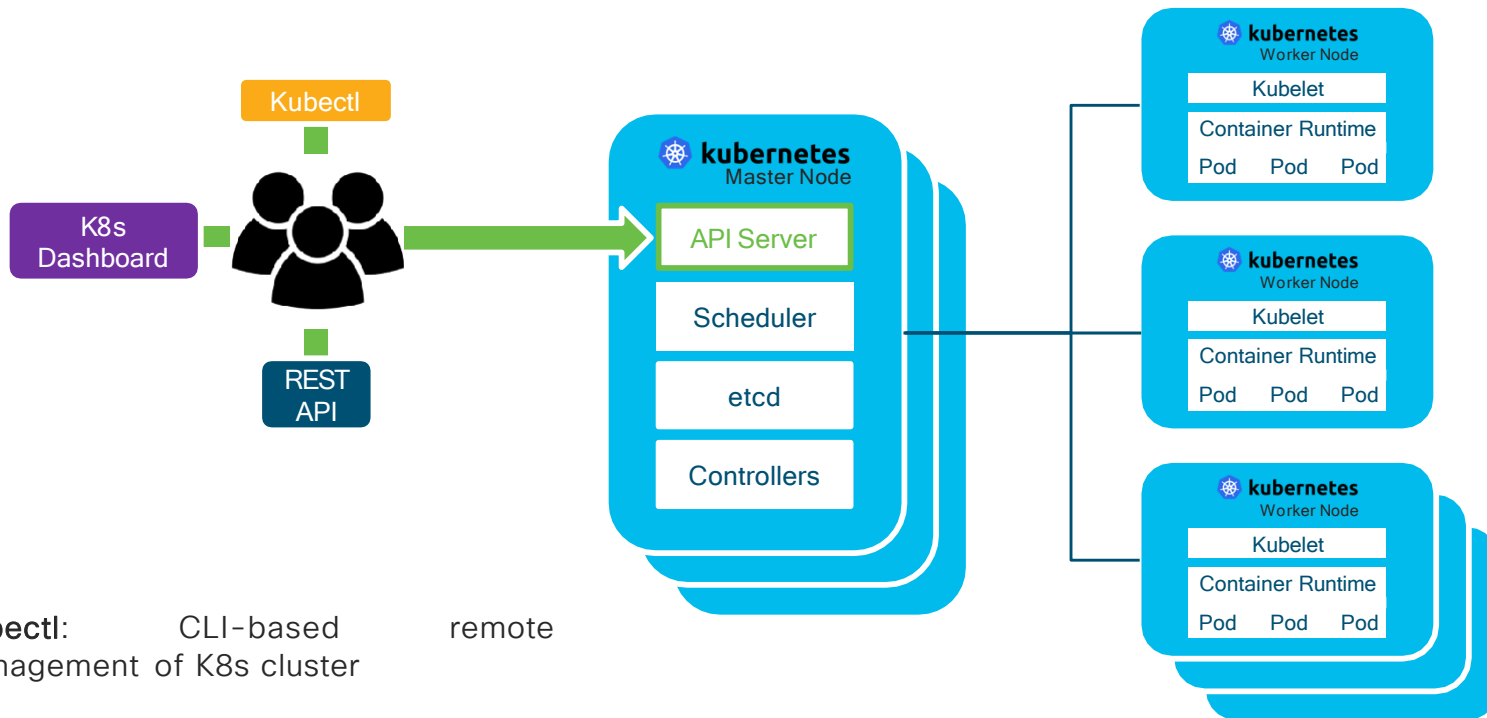 Kubectl
K8s
Dashboard
REST
API
kubernetes
Master Node
API Server
Scheduler
etcd
Controllers
kubernetes
Worker Node
Kubelet
Container Runtime
Pod Pod Pod
kubernetes
Worker Node
Kubelet
Container Runtime
Pod Pod Pod
kubernetes
Worker Node
Kubelet
Container Runtime
Pod Pod Pod
ectl: CLI-based remote
nagement of K8s cluster